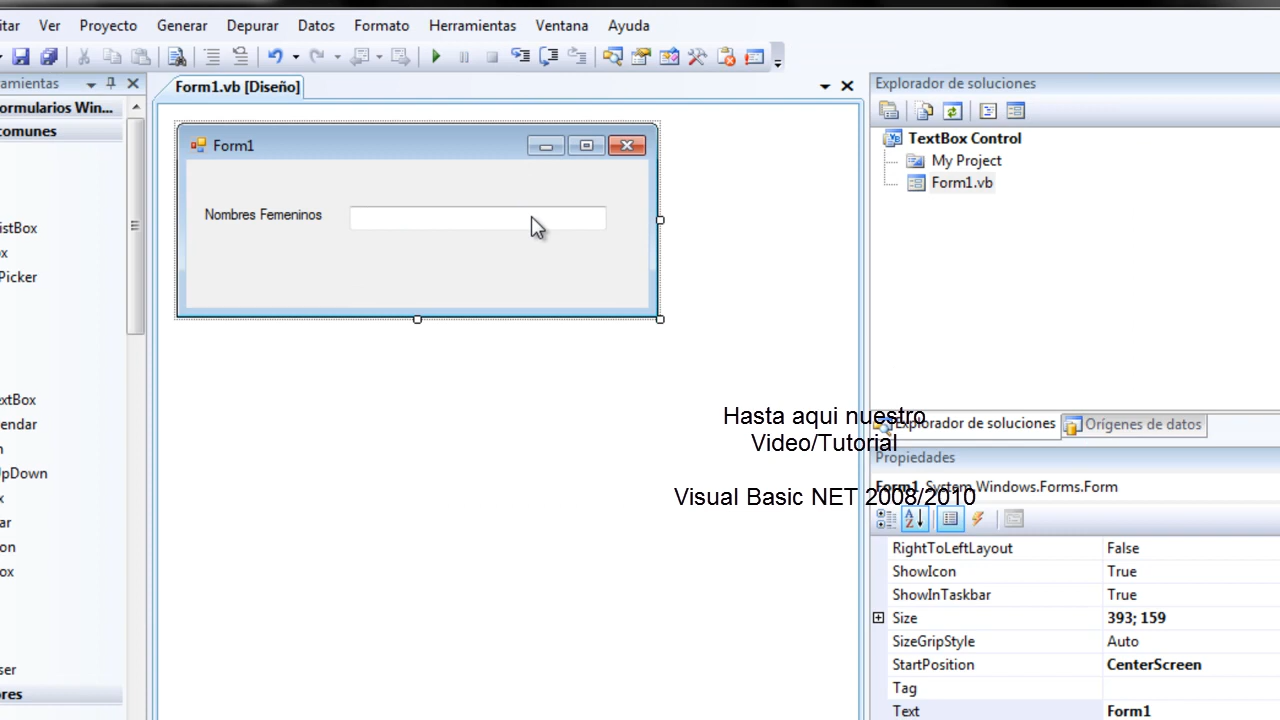 itar Ver Proyecto Generar Depurar Datos Formato Herramientas Ventana Ayuda
ramientas
Form1.vb [Diseño]
Explorador de soluciones
ormularios Win...
comunes
TextBox Control
Form1
My Project
Form1.vb
Nombres Femeninos
istBox
x
Picker
extBox
endar
n
UpDown
x
ar
on
ox
ser
ores
Hasta aqui nuestro
Video/Tutorial
Visual Basic NET 2008/2010
Explorador de soluciones
Orígenes de datos
Propiedades
Form1 System.Windows.Forms.Form
RightToLeftLayout False
ShowIcon True
ShowInTaskbar True
Size 393; 159
SizeGripStyle Auto
StartPosition CenterScreen
Tag
Text Form1